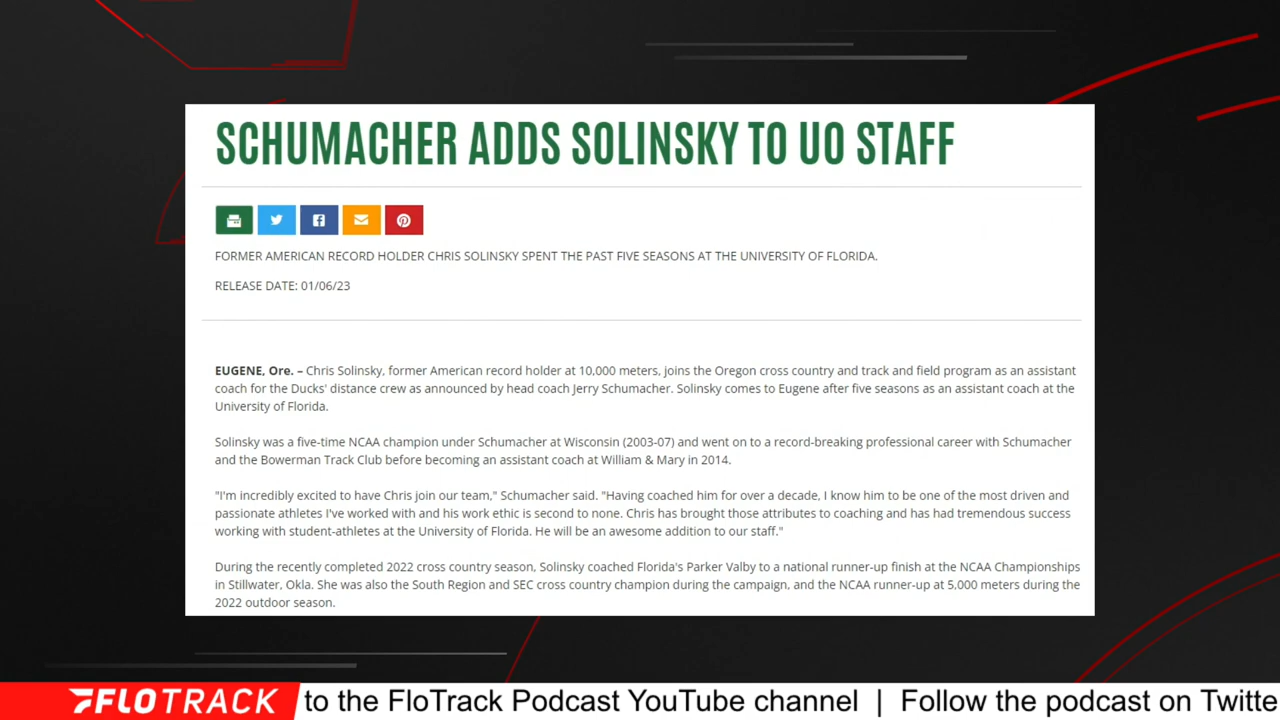 SCHUMACHER ADDS SOLINSKY TO UO STAFF
FORMER AMERICAN RECORD HOLDER CHRIS SOLINSKY SPENT THE PAST FIVE SEASONS AT THE UNIVERSITY OF FLORIDA.
RELEASE DATE: 01/06/23
EUGENE, Ore. – Chris Solinsky, former American record holder at 10,000 meters, joins the Oregon cross country and track and field program as an assistant
coach for the Ducks' distance crew as announced by head coach Jerry Schumacher. Solinsky comes to Eugene after five seasons as an assistant coach at the
University of Florida.
Solinsky was a five-time NCAA champion under Schumacher at Wisconsin (2003-07) and went on to a record-breaking professional career with Schumacher
and the Bowerman Track Club before becoming an assistant coach at William & Mary in 2014.
"I'm incredibly excited to have Chris join our team," Schumacher said. "Having coached him for over a decade, I know him to be one of the most driven and
passionate athletes I've worked with and his work ethic is second to none. Chris has brought those attributes to coaching and has had tremendous success
working with student-athletes at the University of Florida. He will be an awesome addition to our staff."
During the recently completed 2022 cross country season, Solinsky coached Florida's Parker Valby to a national runner-up finish at the NCAA Championships
in Stillwater, Okla. She was also the South Region and SEC cross country champion during the campaign, and the NCAA runner-up at 5,000 meters during the
2022 outdoor season.
FLOTRACK to the FloTrack Podcast YouTube channel | Follow the podcast on Twitte